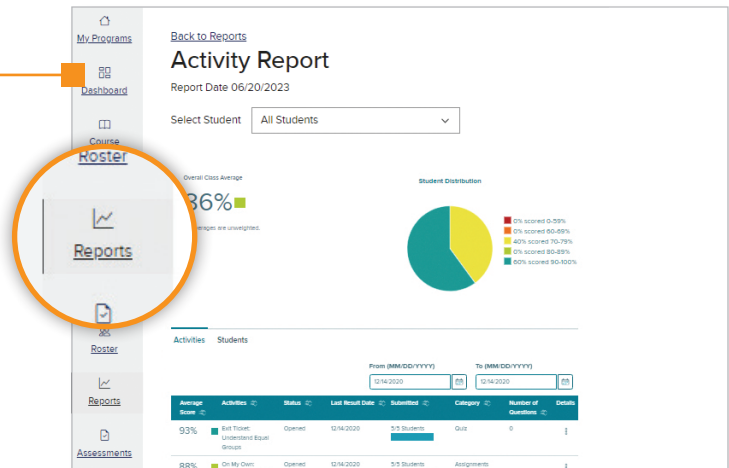 My Programs
Dashboard
Course
Roster
Reports
Roster
Reports
Assessments
Back to Reports
Activity Report
Report Date 06/20/2023
Select Student All Students
Overall Class Average
86%
are unweighted.
Student Distribution
0% scored 0-59%
0% scored 60-69%
40% scored 70-79%
0% scored 80-89%
60% scored 90-100%
Activities Students
From (MM/DD/YYYY) To (MM/DD/YYYY)
12/14/2020 12/14/2020
Average Score Activities Status Last Result Date Submitted Category Number of Questions Details
93% Exit Ticket: Understand Equal Groups Opened 12/14/2020 5/5 Students Quiz 0
88% On My Own: Opened 12/14/2020 5/5 Students Assignments